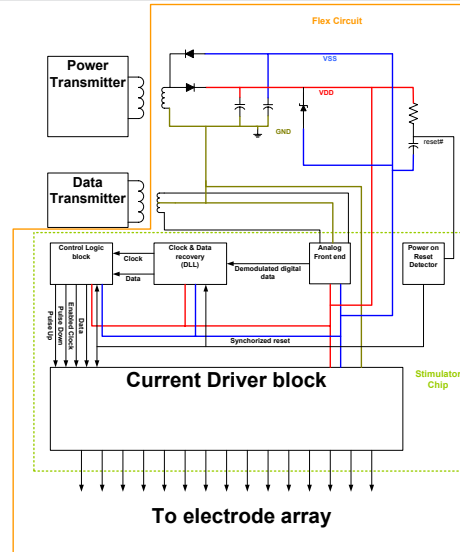 Flex Circuit
Power
Transmitter
VSS
VDD
GND
reset#
Data
Transmitter
Control Logic
block
Clock
Data
Clock & Data
recovery
(DLL)
Demodulated digital
data
Analog
Front end
Power on
Reset
Detector
Pulse Up
Pulse Down
Enabled Clock
Data
Synchorized reset
Current Driver block
Stimulator
Chip
To electrode array